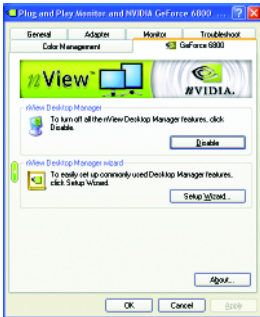 Plug and Play Monitor and NVIDIA GeForce 6800 ...
General Adapter Monitor Troubleshoot
Color Management GeForce 6800
nView
nVIDIA.
nView Desktop Manager
To turn off all the nView Desktop Manager features, click
Disable.
Disable
nView Desktop Manager wizard
To easily set up commonly used Desktop Manager features,
click Setup Wizard.
Setup Wizard...
About...
OK Cancel Apply